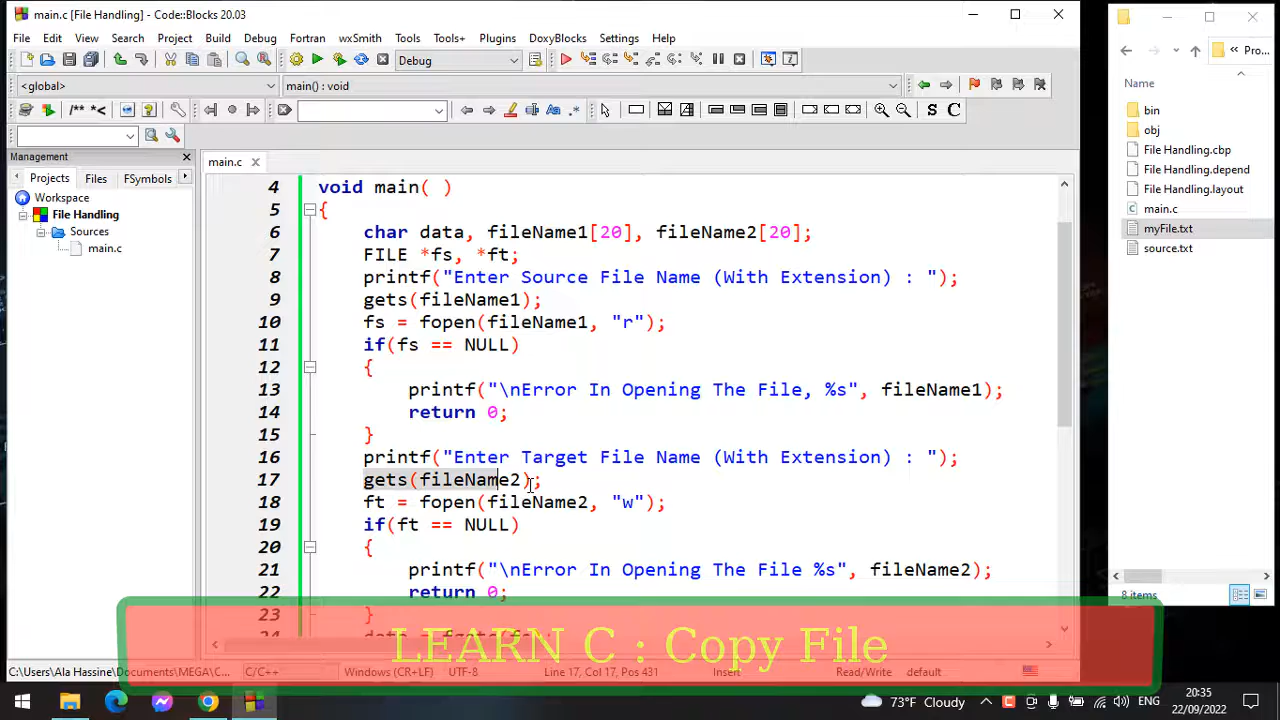 main.c [File Handling] - Code::Blocks 20.03
File Edit View Search Project Build Debug Fortran wxSmith Tools Tools+ Plugins DoxyBlocks Settings Help
Debug
<global>
main() : void
/** *<
S C
Management
Projects Files FSymbols
Workspace
File Handling
Sources
main.c
main.c
4 void main( )
5 {
6 char data, fileName1[20], fileName2[20];
7 FILE *fs, *ft;
8 printf("Enter Source File Name (With Extension) : ");
9 gets(fileName1);
10 fs = fopen(fileName1, "r");
11 if(fs == NULL)
12 {
13 printf("\nError In Opening The File, %s", fileName1);
14 return 0;
15 }
16 printf("Enter Target File Name (With Extension) : ");
17 gets(fileName2);
18 ft = fopen(fileName2, "w");
19 if(ft == NULL)
20 {
21 printf("\nError In Opening The File %s", fileName2);
22 return 0;
23 }
LEARN C : Copy File
C:\Users\Ala Hassine\Documents\MEGA\C... C/C++ Windows (CR+LF) UTF-8 Line 17, Col 17, Pos 431 Insert Read/Write default
« Pro...
Name
bin
obj
File Handling.cbp
File Handling.depend
File Handling.layout
main.c
myFile.txt
source.txt
8 items
73°F Cloudy
ENG
20:35
22/09/2022